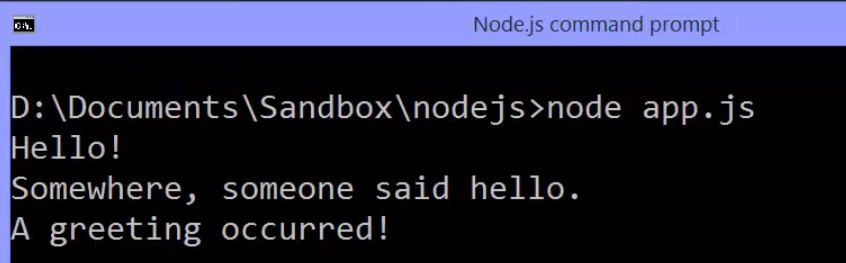 Node.js command prompt
D:\Documents\Sandbox\nodejs>node app.js
Hello!
Somewhere, someone said hello.
A greeting occurred!